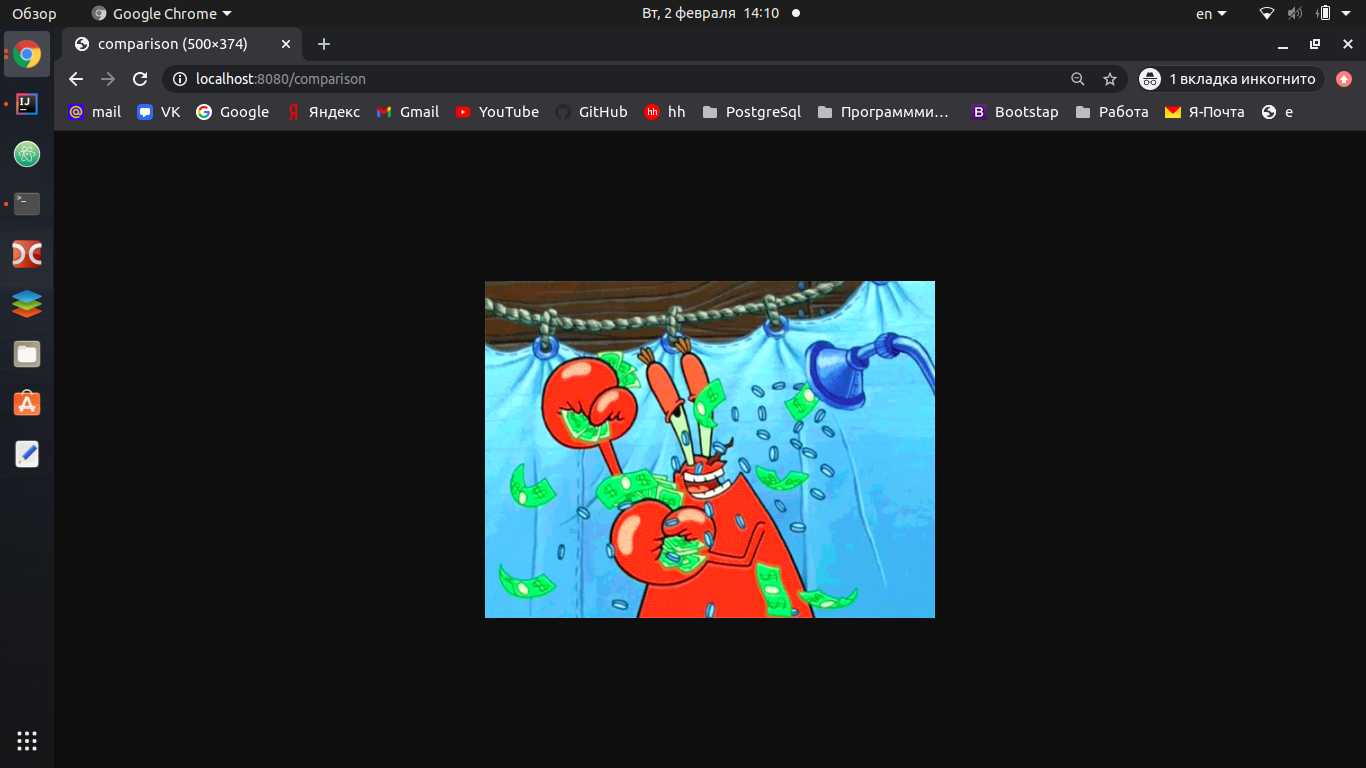 Обзор Google Chrome Вт, 2 февраля 14:10 en
comparison (500×374)
localhost:8080/comparison 1 вкладка инкогнито
mail VK Google Яндекс Gmail YouTube GitHub hh PostgreSql Программми… Bootstap Работа Я-Почта e